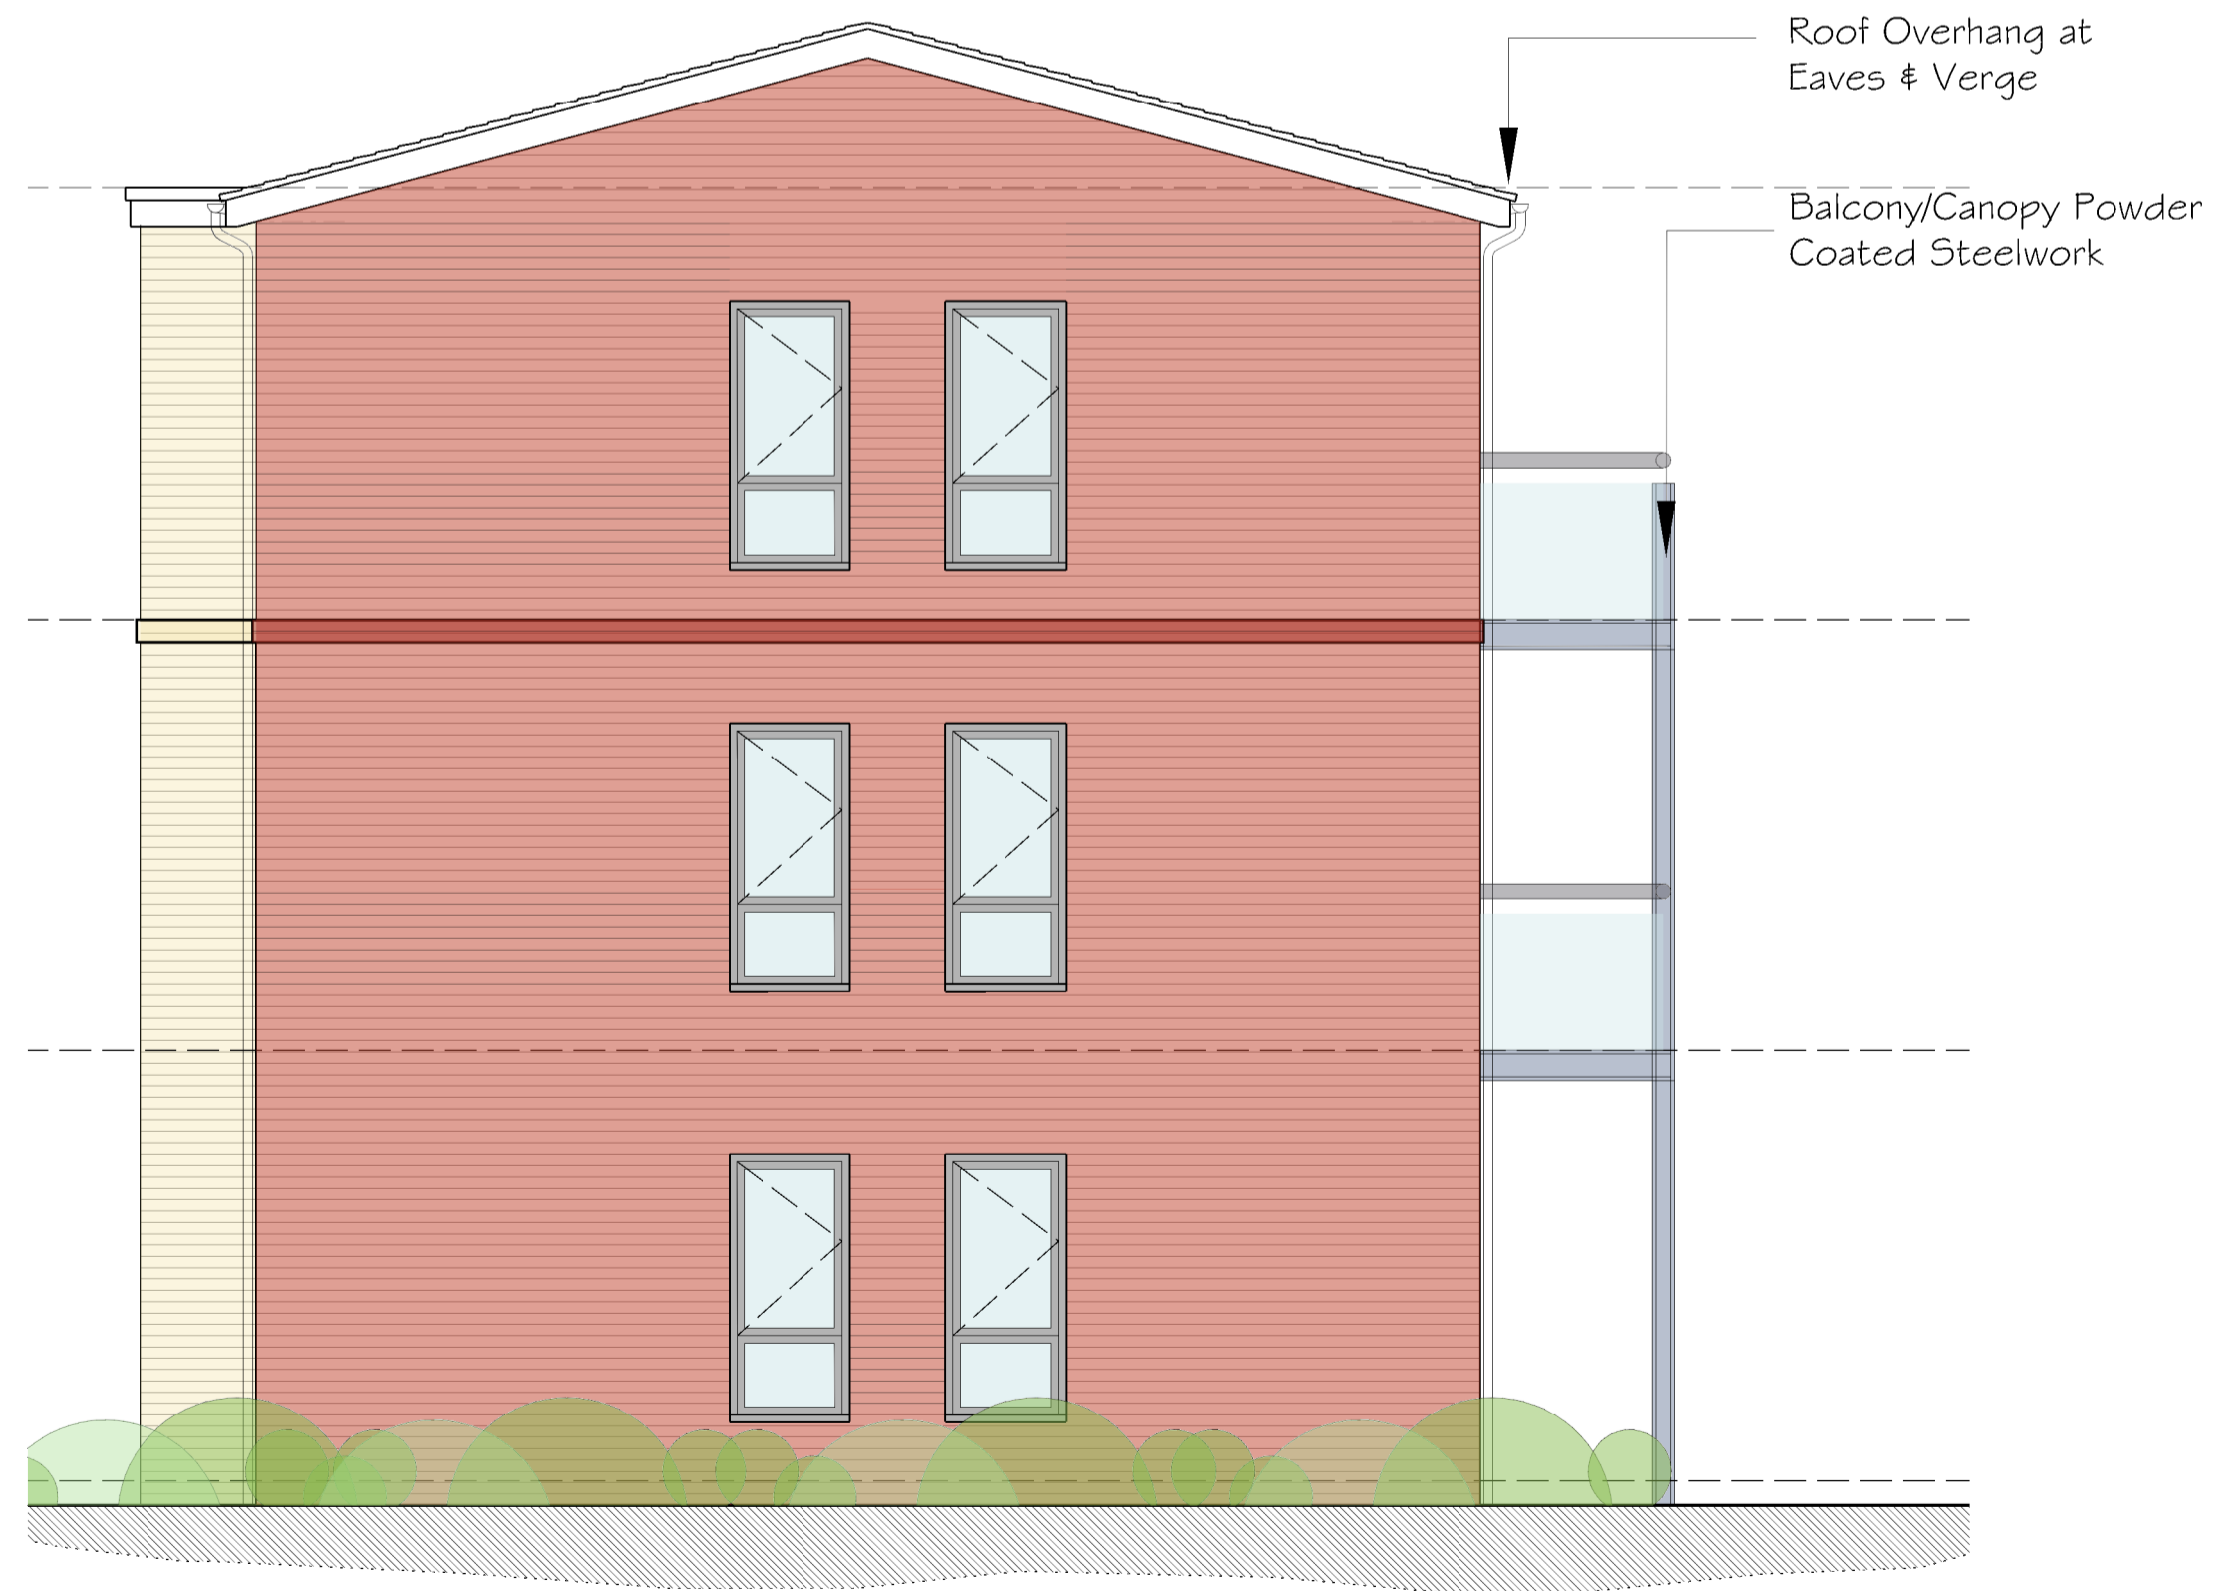 Roof Overhang at
Eaves & Verge
Balcony/Canopy Powder
Coated Steelwork